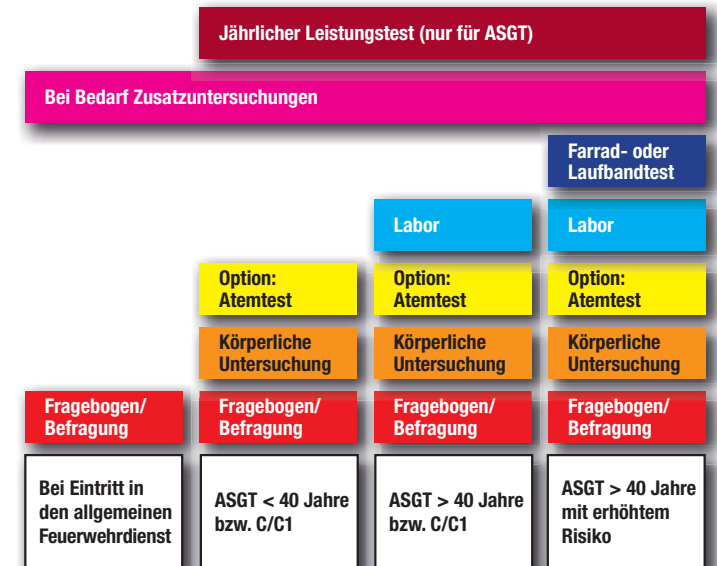 Jährlicher Leistungstest (nur für ASGT)
Bei Bedarf Zusatzuntersuchungen
Farrad- oder
Laufbandtest
Labor
Labor
Option:
Atemtest
Option:
Atemtest
Option:
Atemtest
Körperliche
Untersuchung
Körperliche
Untersuchung
Körperliche
Untersuchung
Fragebogen/
Befragung
Fragebogen/
Befragung
Fragebogen/
Befragung
Fragebogen/
Befragung
Bei Eintritt in
den allgemeinen
Feuerwehrdienst
ASGT < 40 Jahre
bzw. C/C1
ASGT > 40 Jahre
bzw. C/C1
ASGT > 40 Jahre
mit erhöhtem
Risiko